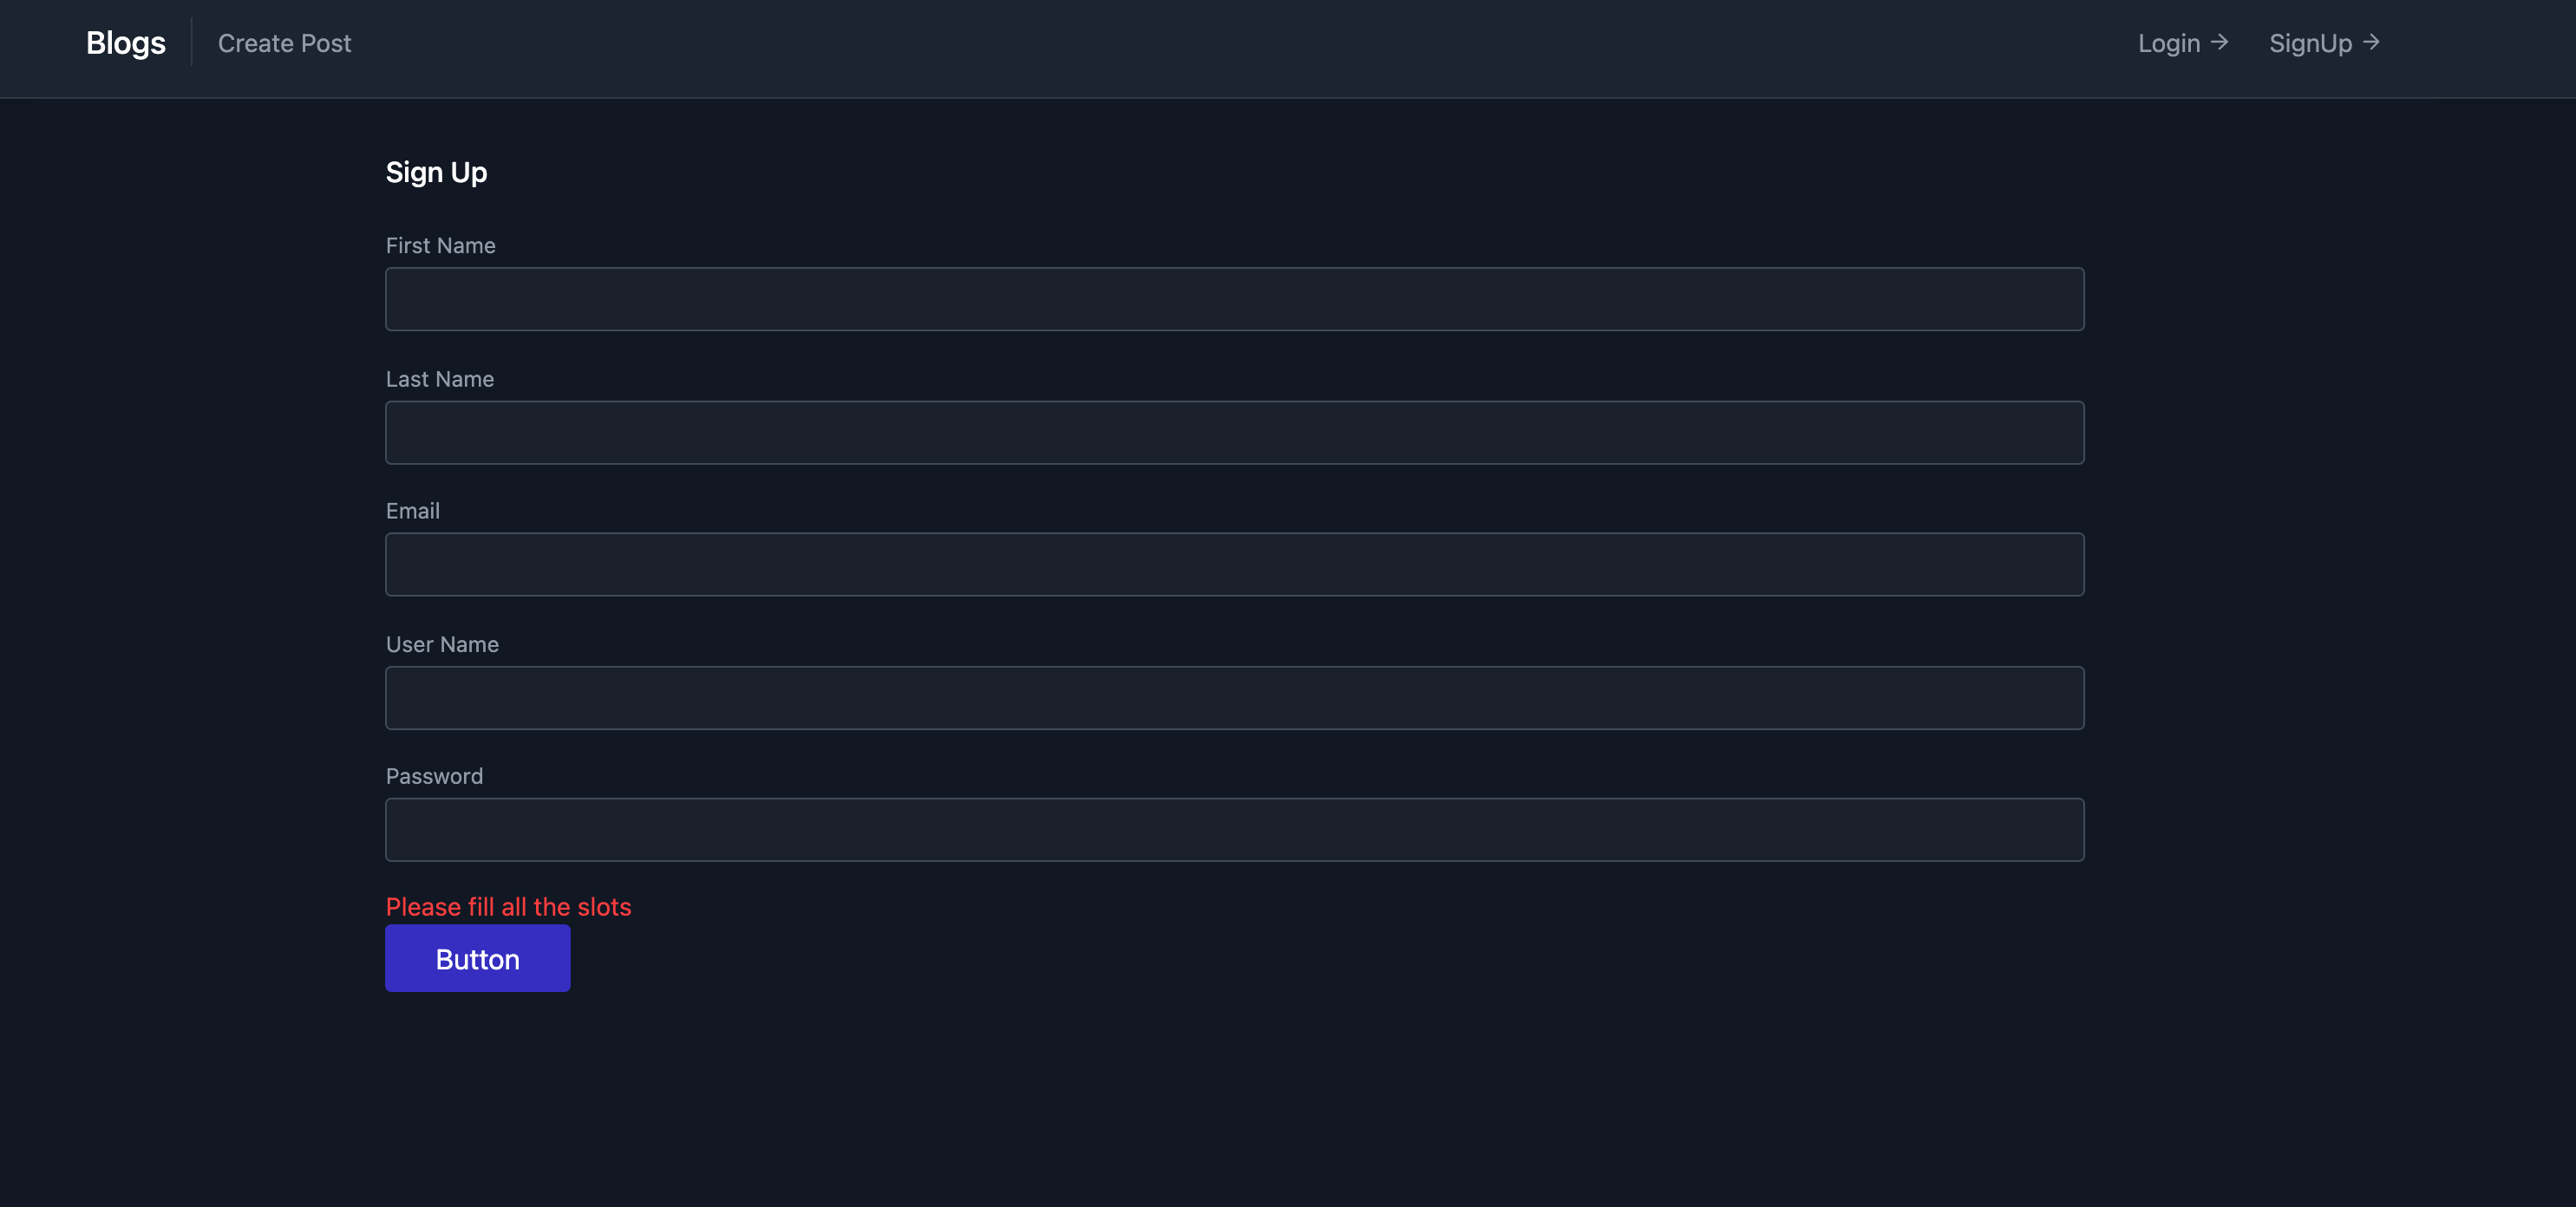 Blogs Create Post Login → SignUp →
Sign Up
First Name
Last Name
Email
User Name
Password
Please fill all the slots
Button